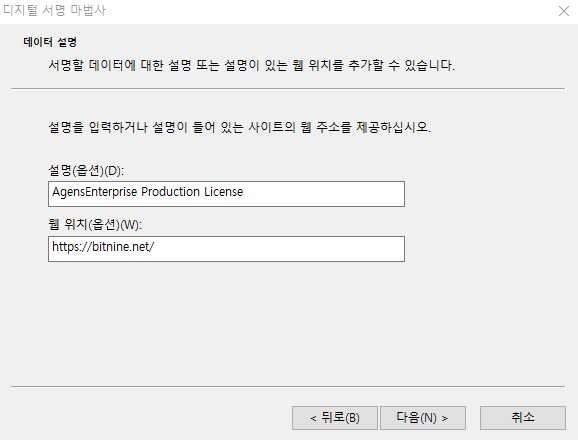 디지털 서명 마법사
데이터 설명
서명할 데이터에 대한 설명 또는 설명이 있는 웹 위치를 추가할 수 있습니다.
설명을 입력하거나 설명이 들어 있는 사이트의 웹 주소를 제공하십시오.
설명(옵션)(D):
AgensEnterprise Production License
웹 위치(옵션)(W):
https://bitnine.net/
< 뒤로(B) 다음(N) > 취소